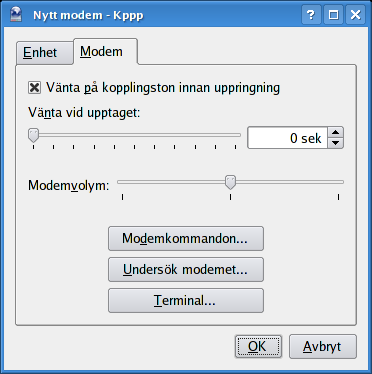 Nytt modem - Kppp
Enhet Modem
Vänta på kopplingston innan uppringning
Vänta vid upptaget:
0 sek
Modemvolym:
Modemkommandon...
Undersök modemet...
Terminal...
OK Avbryt